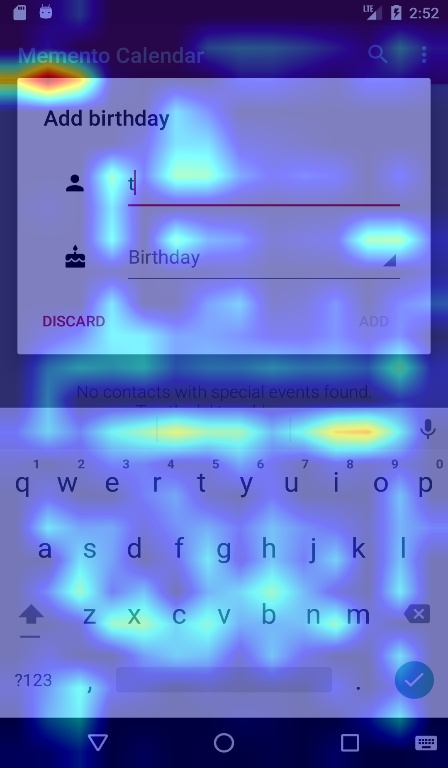 LTE 2:52
Memento Calendar
Add birthday
t
Birthday
DISCARD ADD
No contacts with special events found.
1 2 3 4 5 6 7 8 9 0
q w e r t y u i o p
a s d f g h j k l
z x c v b n m
?123 , .